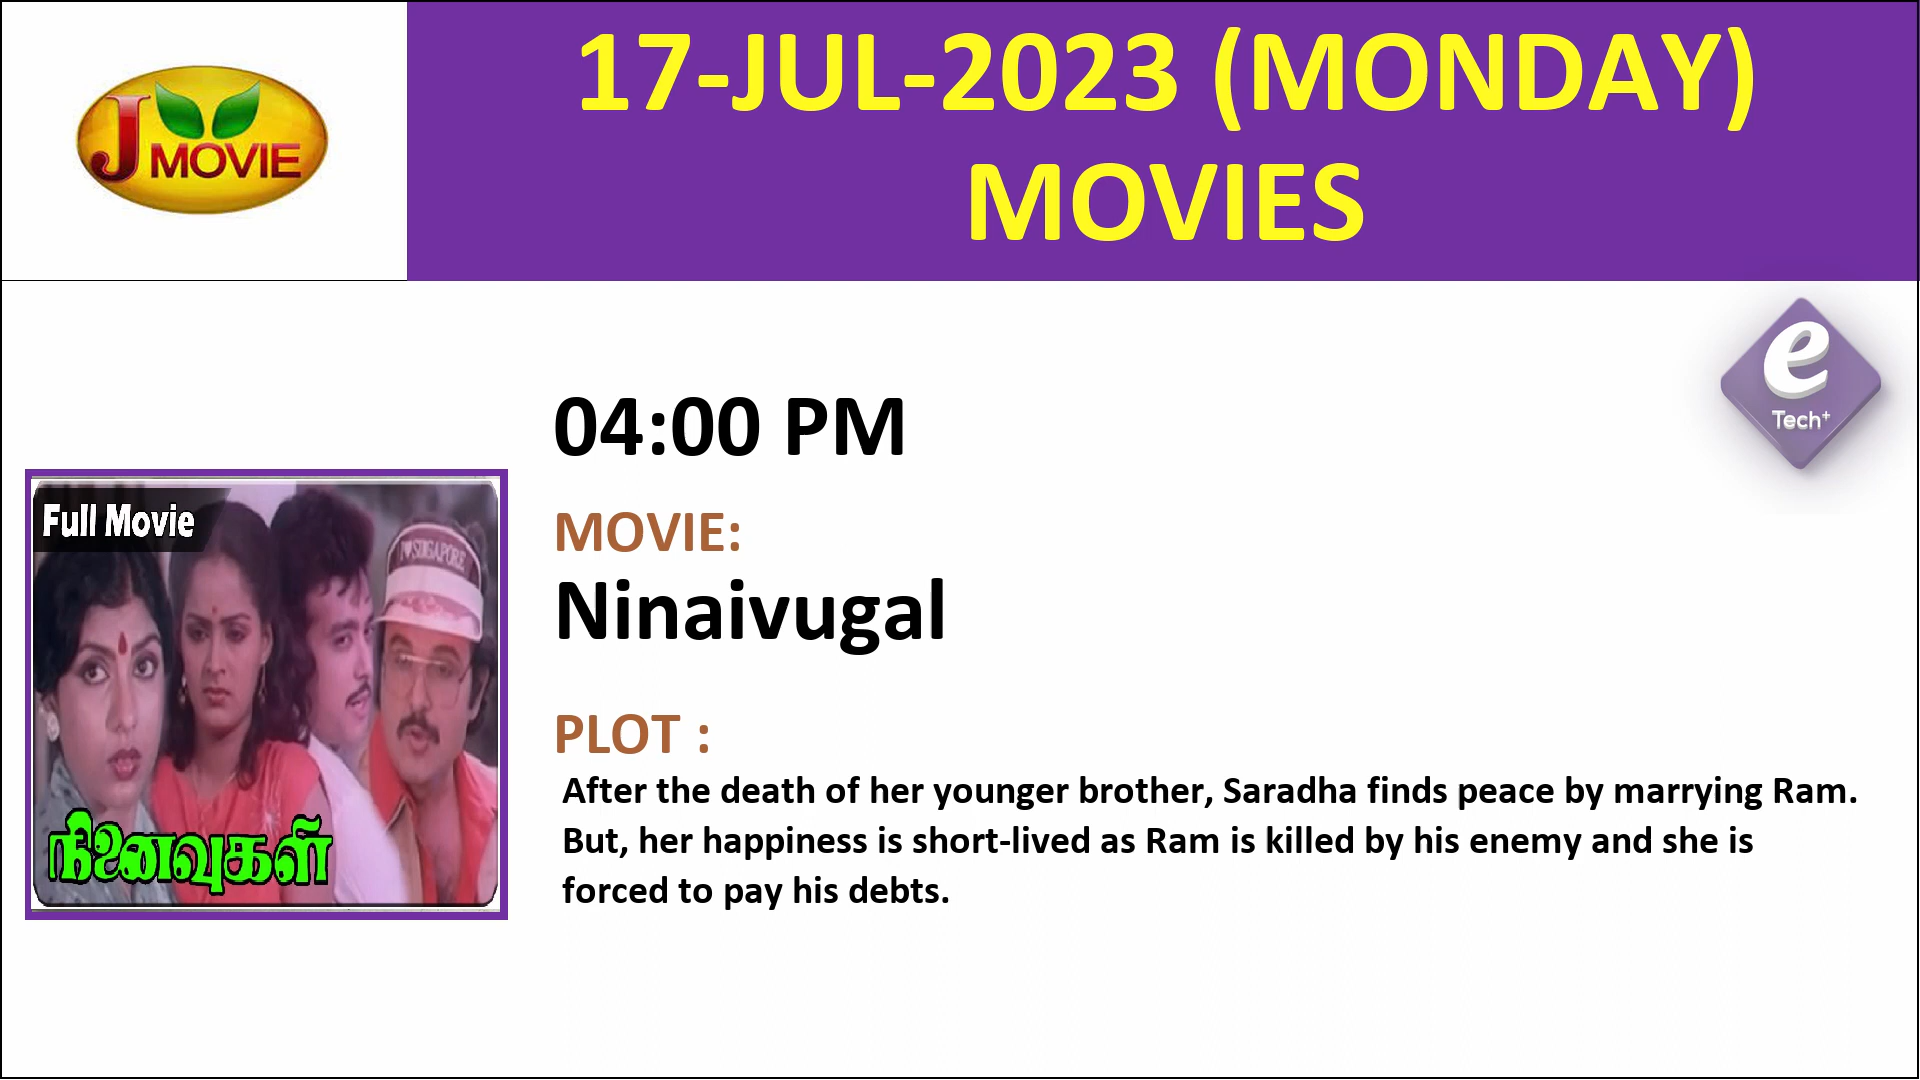 J MOVIE
17-JUL-2023 (MONDAY)
MOVIES
e
Tech+
04:00 PM
Full Movie
I ♥ SINGAPORE
நினைவுகள்
MOVIE:
Ninaivugal
PLOT :
After the death of her younger brother, Saradha finds peace by marrying Ram.
But, her happiness is short-lived as Ram is killed by his enemy and she is
forced to pay his debts.